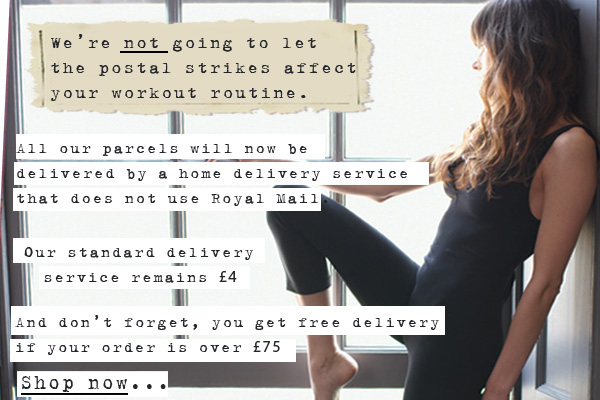 We're not going to let
the postal strikes affect
your workout routine.
All our parcels will now be
delivered by a home delivery service
that does not use Royal Mail.
Our standard delivery
service remains £4
And don't forget, you get free delivery
if your order is over £75
Shop now...